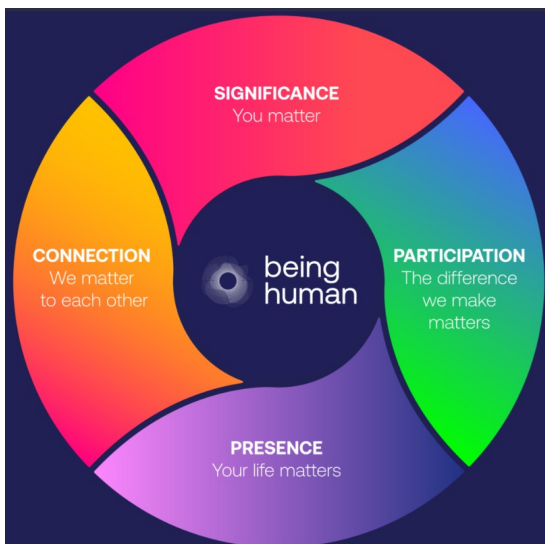 SIGNIFICANCE
You matter
CONNECTION
We matter
to each other
being
human
PARTICIPATION
The difference
we make
matters
PRESENCE
Your life matters